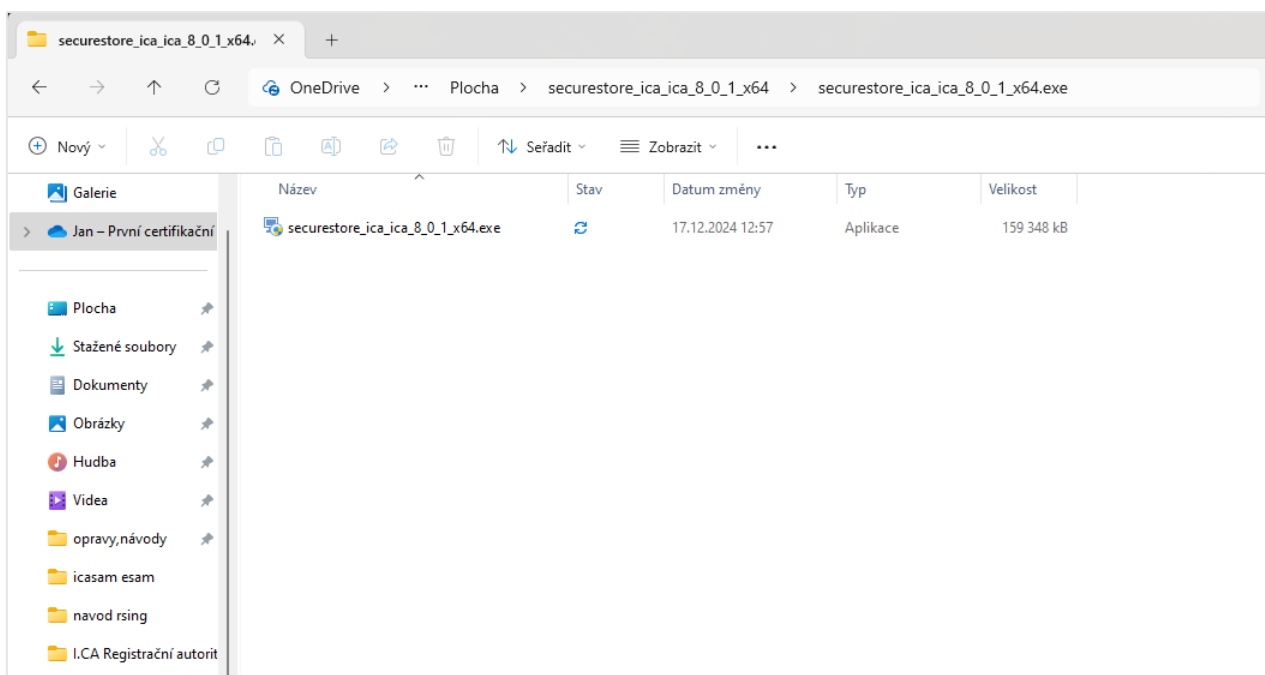 securestore_ica_ica_8_0_1_x64.
OneDrive > ... Plocha > securestore_ica_ica_8_0_1_x64 > securestore_ica_ica_8_0_1_x64.exe
Nový Seřadit Zobrazit ...
Název Stav Datum změny Typ Velikost
securestore_ica_ica_8_0_1_x64.exe 17.12.2024 12:57 Aplikace 159 348 kB
Galerie
Jan – První certifikační
Plocha
Stažené soubory
Dokumenty
Obrázky
Hudba
Videa
opravy,návody
icasam esam
navod rsing
I.CA Registrační autorit